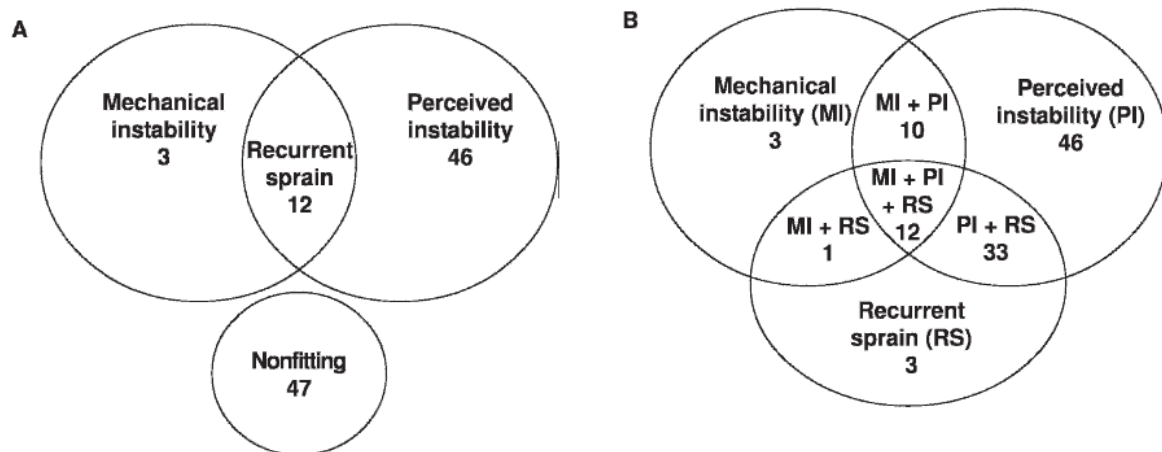 A
Mechanical
instability
3
Recurrent
sprain
12
Perceived
instability
46
Nonfitting
47
B
Mechanical
instability (MI)
3
MI + PI
10
Perceived
instability (PI)
46
MI + PI
+ RS
12
MI + RS
1
PI + RS
33
Recurrent
sprain (RS)
3